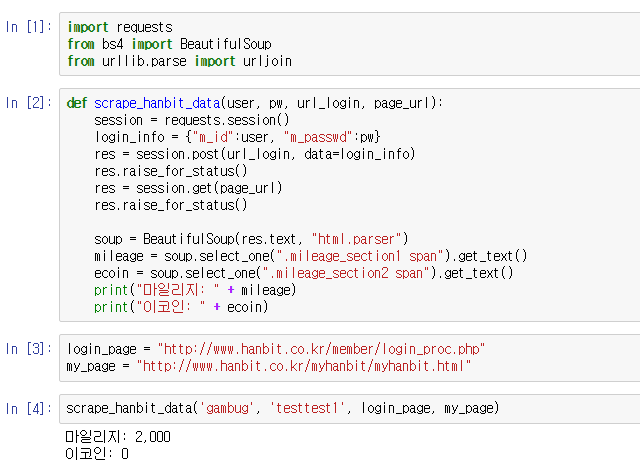 In [1]: import requests
from bs4 import BeautifulSoup
from urllib.parse import urljoin
In [2]: def scrape_hanbit_data(user, pw, url_login, page_url):
session = requests.session()
login_info = {"m_id":user, "m_passwd":pw}
res = session.post(url_login, data=login_info)
res.raise_for_status()
res = session.get(page_url)
res.raise_for_status()
soup = BeautifulSoup(res.text, "html.parser")
mileage = soup.select_one(".mileage_section1 span").get_text()
ecoin = soup.select_one(".mileage_section2 span").get_text()
print("마일리지: " + mileage)
print("이코인: " + ecoin)
In [3]: login_page = "http://www.hanbit.co.kr/member/login_proc.php"
my_page = "http://www.hanbit.co.kr/myhanbit/myhanbit.html"
In [4]: scrape_hanbit_data('gambug', 'testtest1', login_page, my_page)
마일리지: 2,000
이코인: 0